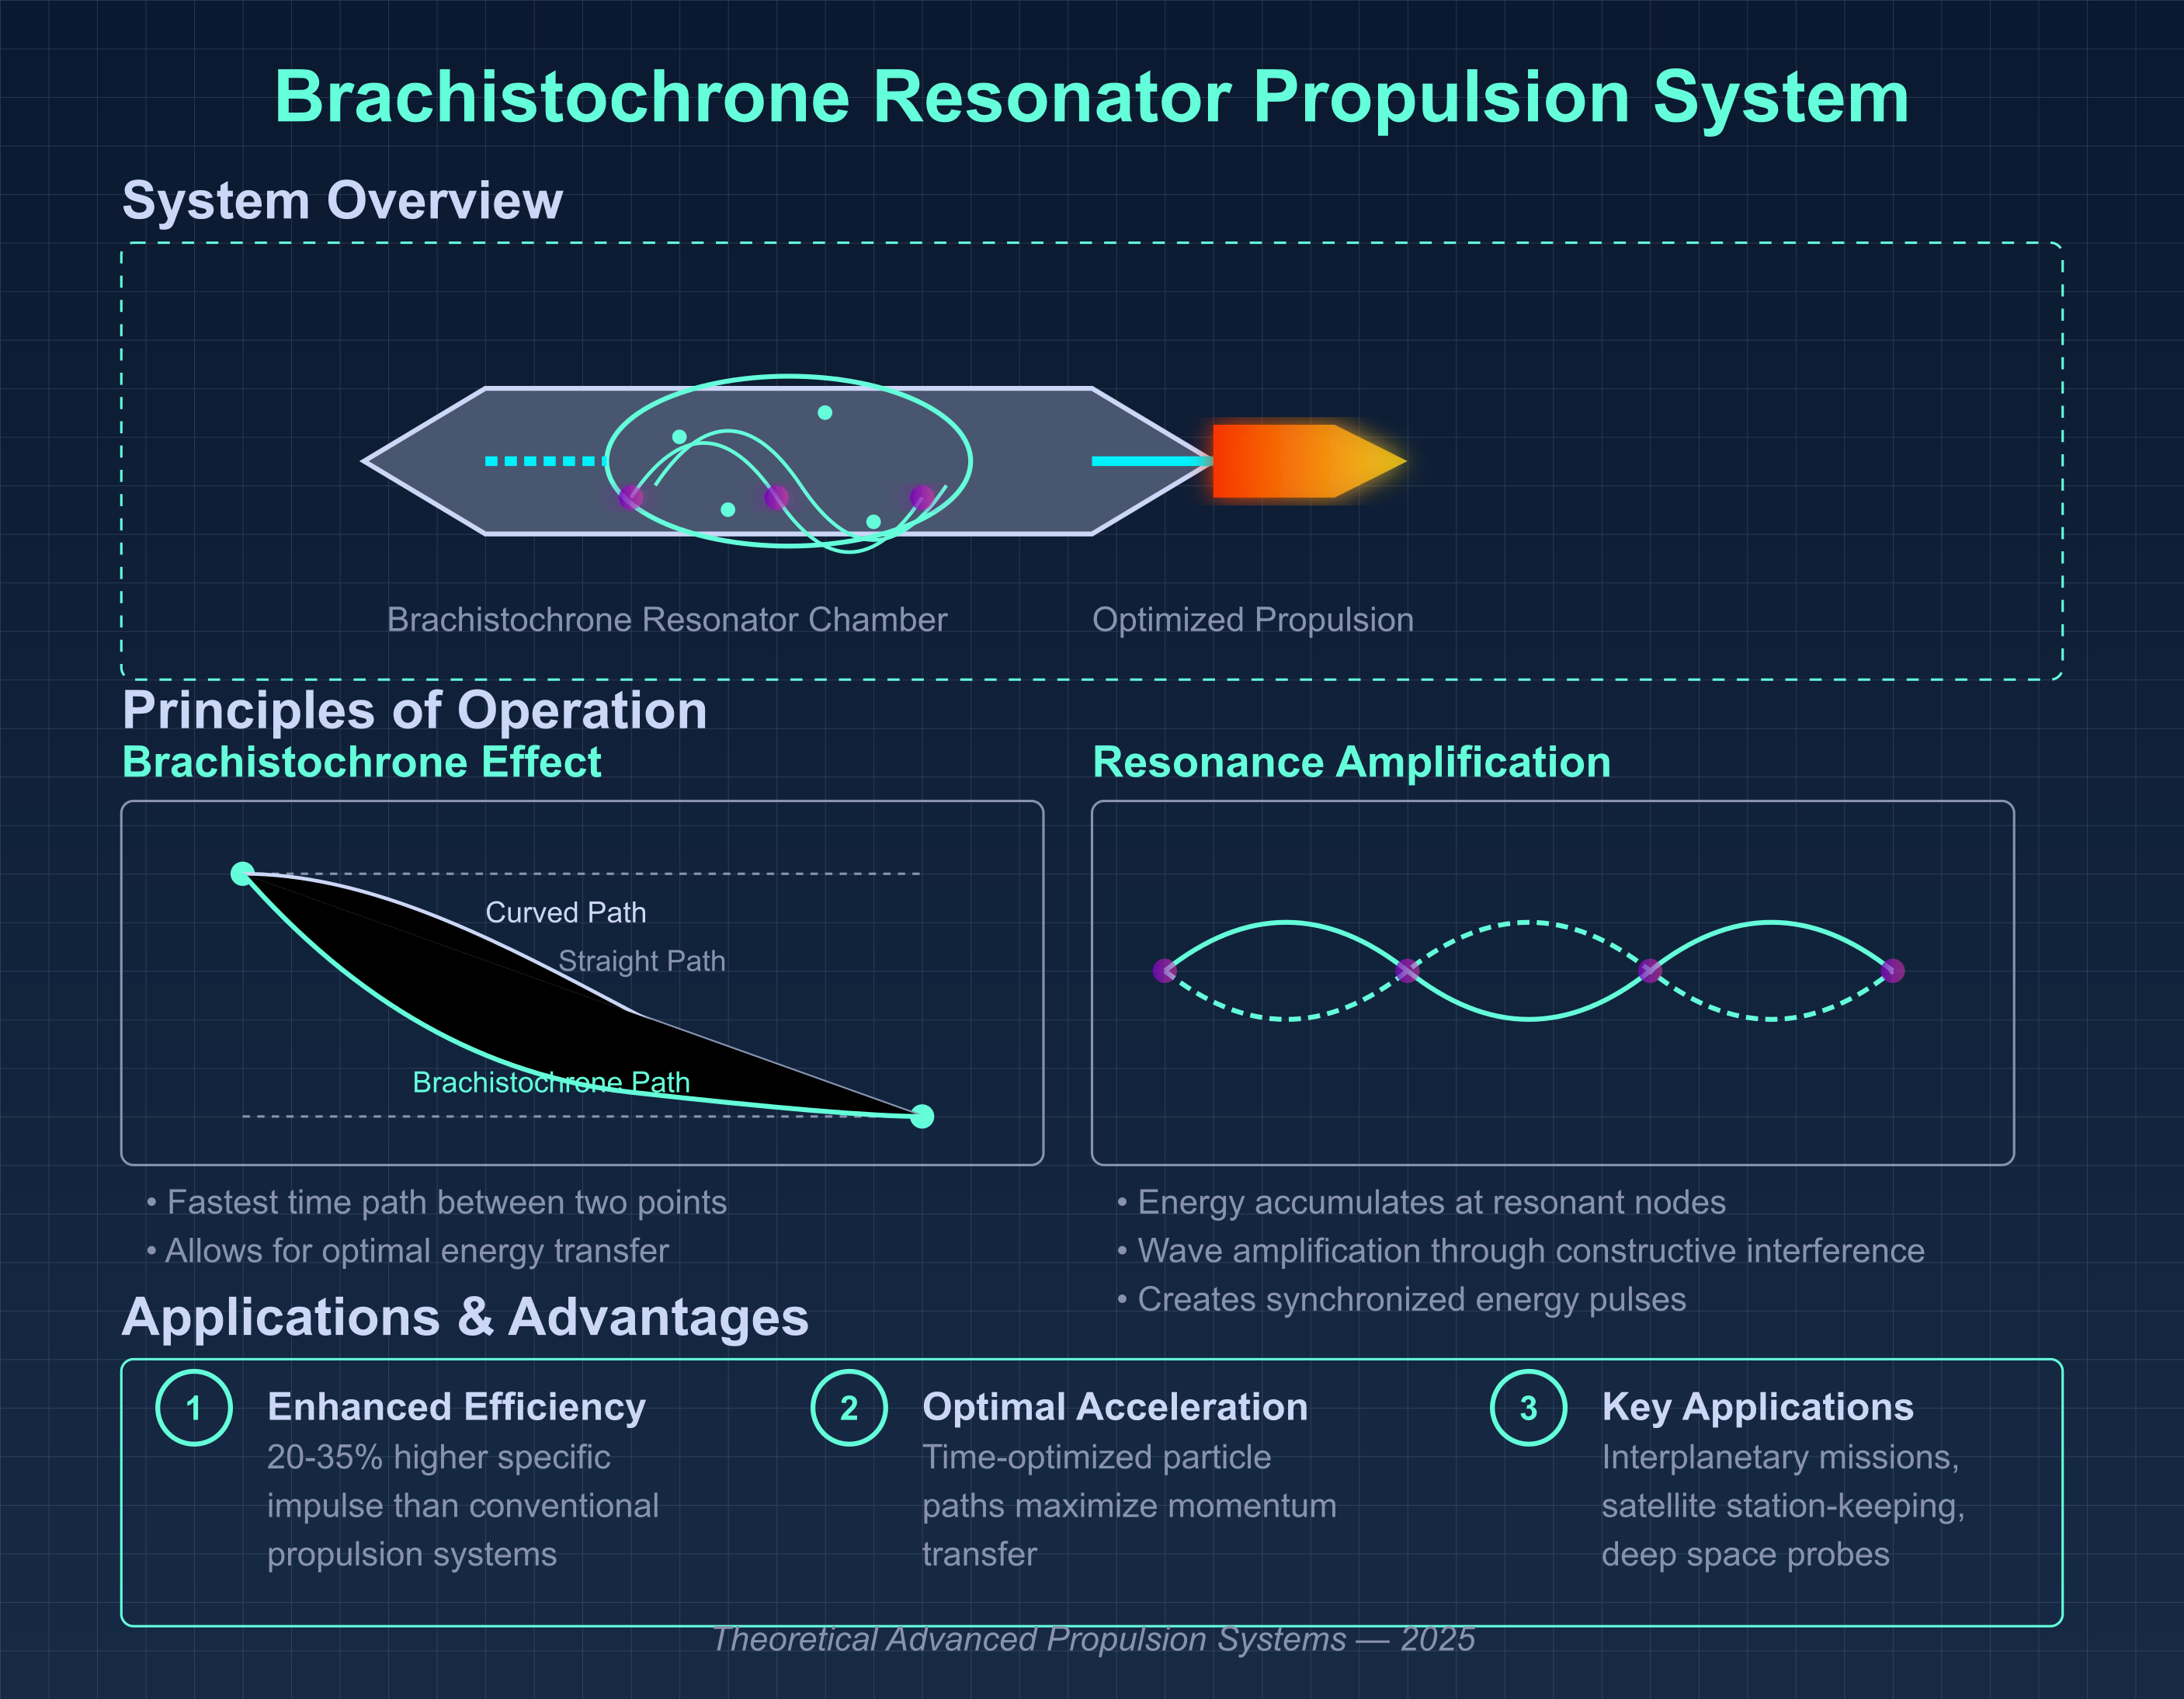 Brachistochrone Resonator Propulsion System
System Overview
Brachistochrone Resonator Chamber
Optimized Propulsion
Principles of Operation
Brachistochrone Effect
Curved Path
Straight Path
Brachistochrone Path
• Fastest time path between two points
• Allows for optimal energy transfer
Resonance Amplification
• Energy accumulates at resonant nodes
• Wave amplification through constructive interference
• Creates synchronized energy pulses
Applications & Advantages
1
Enhanced Efficiency
20-35% higher specific
impulse than conventional
propulsion systems
2
Optimal Acceleration
Time-optimized particle
paths maximize momentum
transfer
3
Key Applications
Interplanetary missions,
satellite station-keeping,
deep space probes
Theoretical Advanced Propulsion Systems — 2025